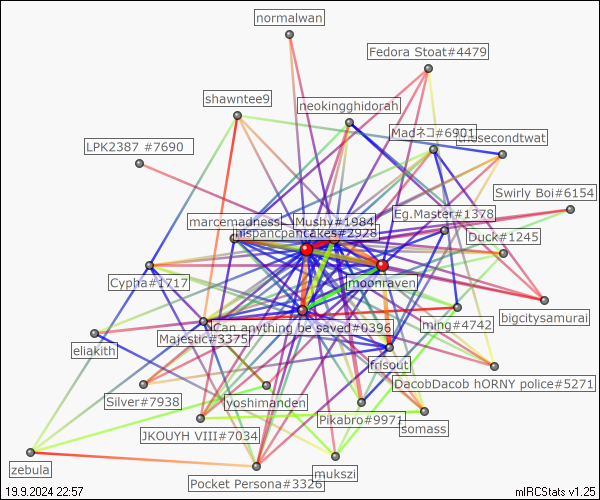 normalwan
Fedora Stoat#4479
shawntee9
neokingghidorah
Madネコ#6901
thesecondtwat
LPK2387 #7690
Swirly Boi#6154
marcemadness
Mushy#1984
Eg.Master#1378
hispancpancakes#2928
Duck#1245
Cypha#1717
moonraven
bigcitysamurai
Can anything be saved#0396
ming#4742
Majestic#3375
eliakith
frisout
DacobDacob hORNY police#5271
Silver#7938
yoshimanden
Pikabro#9971
somass
JKOUYH VIII#7034
zebula
mukszi
Pocket Persona#3326
19.9.2024 22:57
mIRCStats v1.25